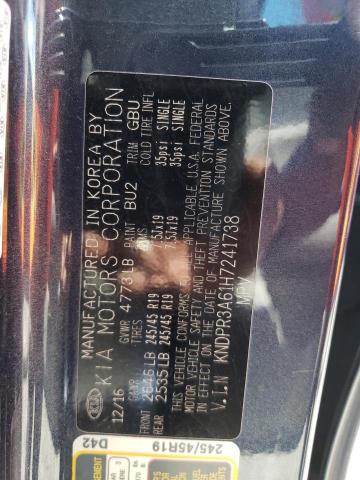 MANUFACTURED IN KOREA BY
KIA MOTORS CORPORATION
KIA
12/16 GVWR 4773LB PAINT BU2 TRIM GBU
GAWR TIRES RIMS COLD TIRE INFL
FRONT 2646LB 245/45 R19 7.5Jx19 35psi SINGLE
REAR 2535LB 245/45 R19 7.5Jx19 35psi SINGLE
THIS VEHICLE CONFORMS TO ALL APPLICABLE U.S.A. FEDERAL
MOTOR VEHICLE SAFETY AND THEFT PREVENTION STANDARDS
IN EFFECT ON THE DATE OF MANUFACTURE SHOWN ABOVE.
V.I.N KNDPR3A61H7241738
MPV
D42
245/45R19